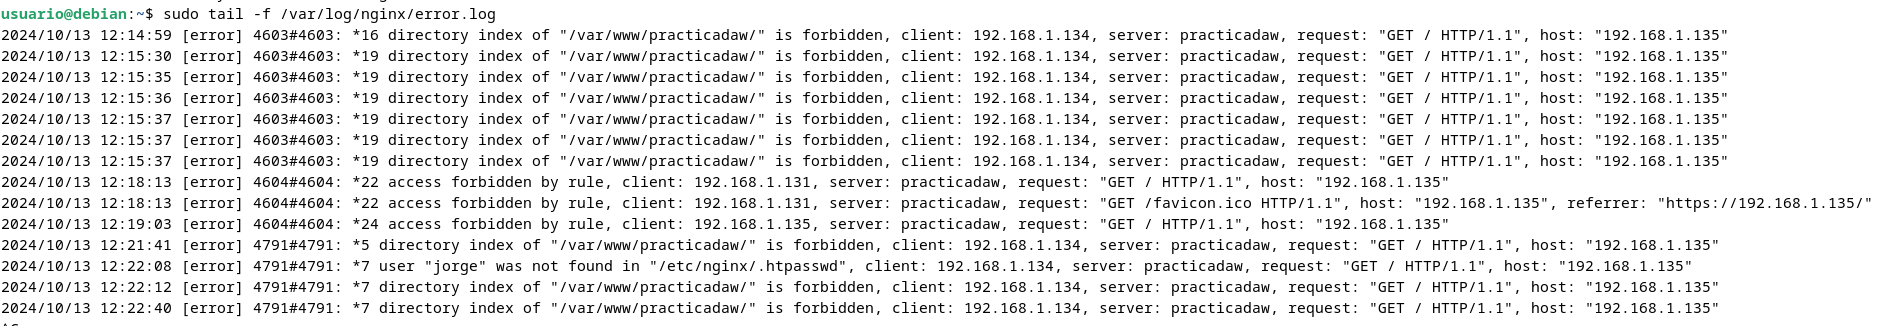 usuario@debian:~$ sudo tail -f /var/log/nginx/error.log
2024/10/13 12:14:59 [error] 4603#4603: *16 directory index of "/var/www/practicadaw/" is forbidden, client: 192.168.1.134, server: practicadaw, request: "GET / HTTP/1.1", host: "192.168.1.135"
2024/10/13 12:15:30 [error] 4603#4603: *19 directory index of "/var/www/practicadaw/" is forbidden, client: 192.168.1.134, server: practicadaw, request: "GET / HTTP/1.1", host: "192.168.1.135"
2024/10/13 12:15:35 [error] 4603#4603: *19 directory index of "/var/www/practicadaw/" is forbidden, client: 192.168.1.134, server: practicadaw, request: "GET / HTTP/1.1", host: "192.168.1.135"
2024/10/13 12:15:36 [error] 4603#4603: *19 directory index of "/var/www/practicadaw/" is forbidden, client: 192.168.1.134, server: practicadaw, request: "GET / HTTP/1.1", host: "192.168.1.135"
2024/10/13 12:15:37 [error] 4603#4603: *19 directory index of "/var/www/practicadaw/" is forbidden, client: 192.168.1.134, server: practicadaw, request: "GET / HTTP/1.1", host: "192.168.1.135"
2024/10/13 12:15:37 [error] 4603#4603: *19 directory index of "/var/www/practicadaw/" is forbidden, client: 192.168.1.134, server: practicadaw, request: "GET / HTTP/1.1", host: "192.168.1.135"
2024/10/13 12:15:37 [error] 4603#4603: *19 directory index of "/var/www/practicadaw/" is forbidden, client: 192.168.1.134, server: practicadaw, request: "GET / HTTP/1.1", host: "192.168.1.135"
2024/10/13 12:18:13 [error] 4604#4604: *22 access forbidden by rule, client: 192.168.1.131, server: practicadaw, request: "GET / HTTP/1.1", host: "192.168.1.135"
2024/10/13 12:18:13 [error] 4604#4604: *22 access forbidden by rule, client: 192.168.1.131, server: practicadaw, request: "GET /favicon.ico HTTP/1.1", host: "192.168.1.135", referrer: "https://192.168.1.135/"
2024/10/13 12:19:03 [error] 4604#4604: *24 access forbidden by rule, client: 192.168.1.135, server: practicadaw, request: "GET / HTTP/1.1", host: "192.168.1.135"
2024/10/13 12:21:41 [error] 4791#4791: *5 directory index of "/var/www/practicadaw/" is forbidden, client: 192.168.1.134, server: practicadaw, request: "GET / HTTP/1.1", host: "192.168.1.135"
2024/10/13 12:22:08 [error] 4791#4791: *7 user "jorge" was not found in "/etc/nginx/.htpasswd", client: 192.168.1.134, server: practicadaw, request: "GET / HTTP/1.1", host: "192.168.1.135"
2024/10/13 12:22:12 [error] 4791#4791: *7 directory index of "/var/www/practicadaw/" is forbidden, client: 192.168.1.134, server: practicadaw, request: "GET / HTTP/1.1", host: "192.168.1.135"
2024/10/13 12:22:40 [error] 4791#4791: *7 directory index of "/var/www/practicadaw/" is forbidden, client: 192.168.1.134, server: practicadaw, request: "GET / HTTP/1.1", host: "192.168.1.135"